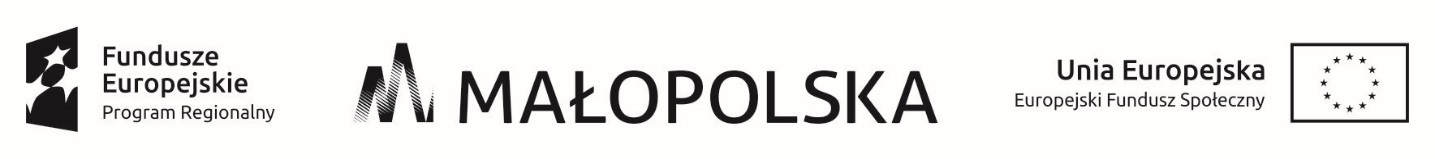 Fundusze
Europejskie
Program Regionalny
MAŁOPOLSKA
Unia Europejska
Europejski Fundusz Społeczny